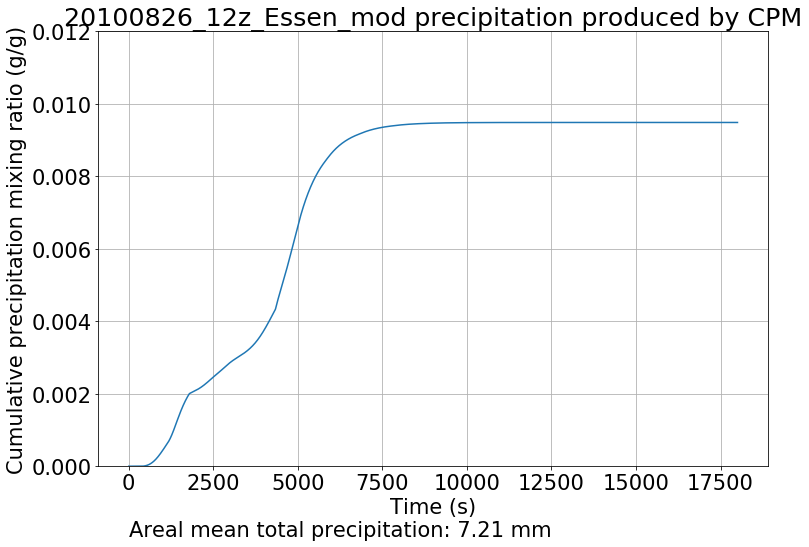 20100826_12z_Essen_mod precipitation produced by CPM
Cumulative precipitation mixing ratio (g/g)
0.012
0.010
0.008
0.006
0.004
0.002
0.000
0 2500 5000 7500 10000 12500 15000 17500
Time (s)
Areal mean total precipitation: 7.21 mm